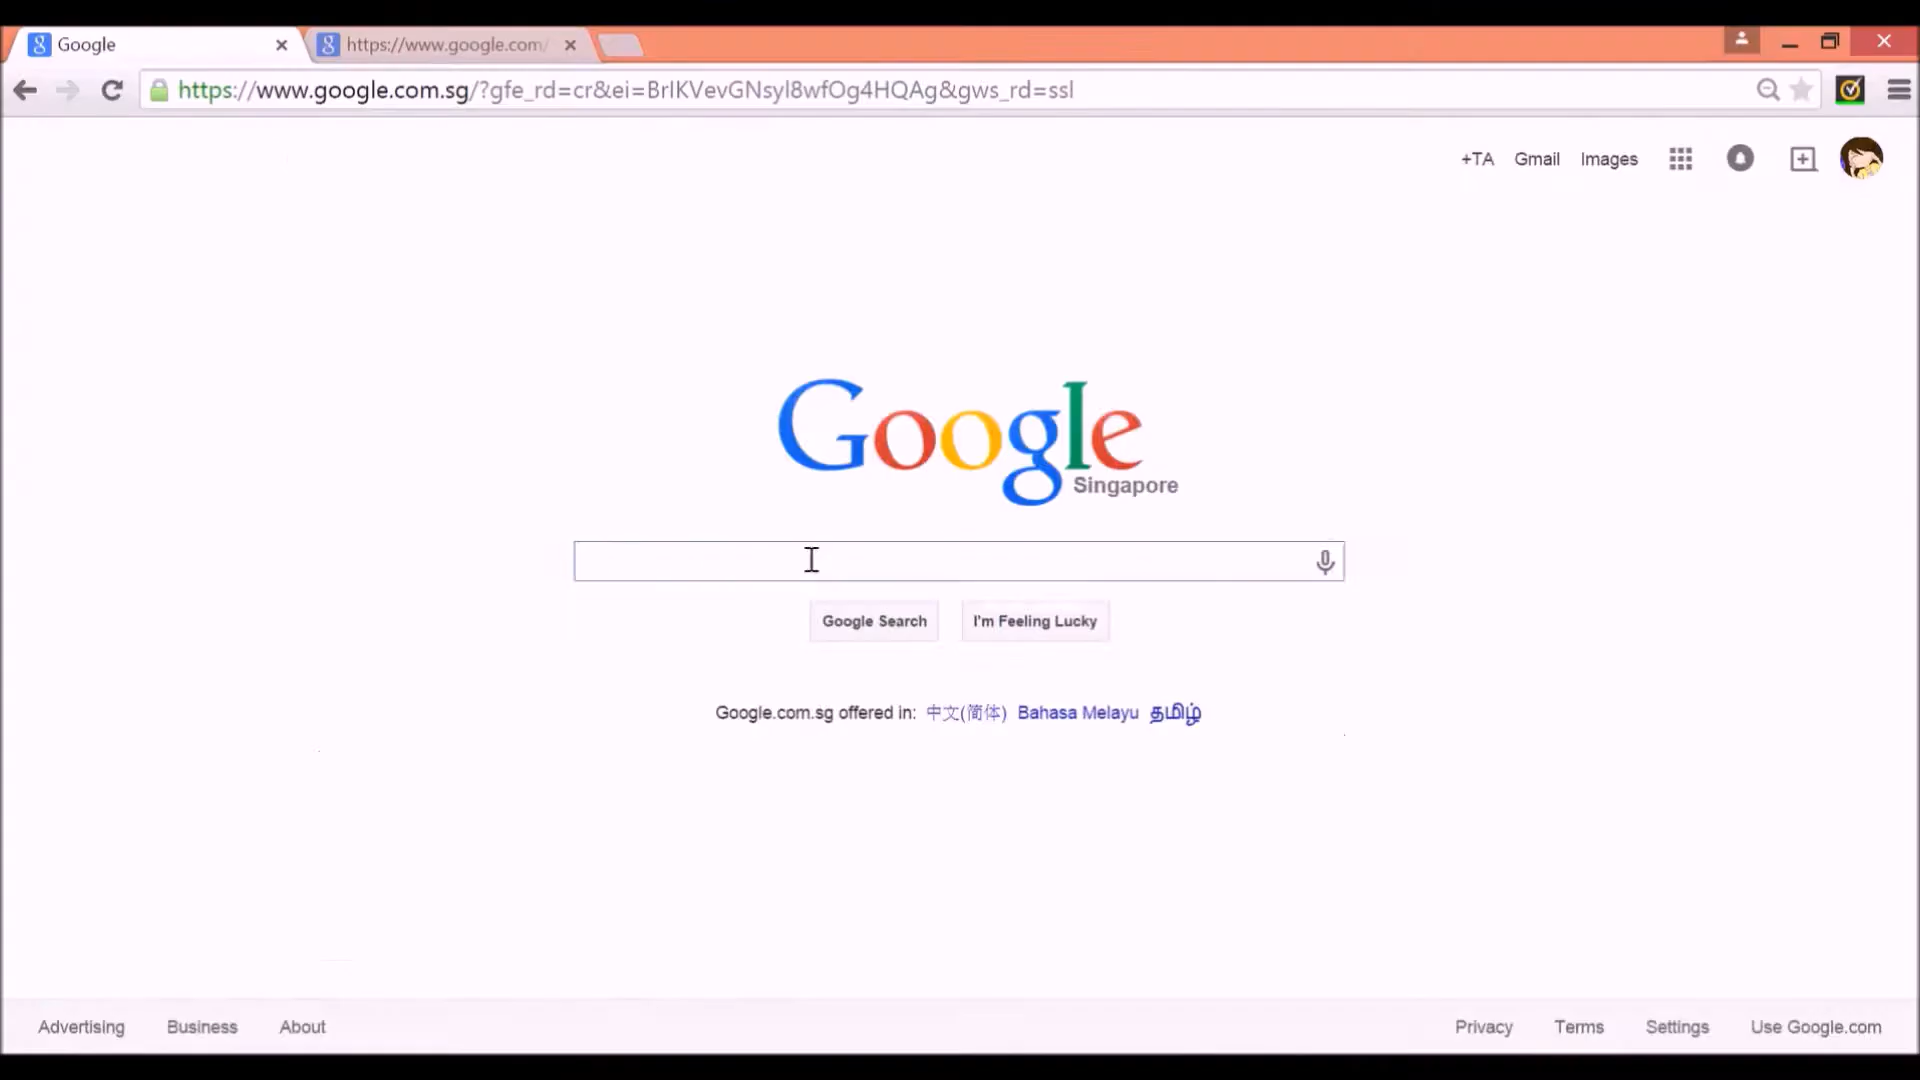 Google
https://www.google.com/
https://www.google.com.sg/?gfe_rd=cr&ei=BrIKVevGNsyl8wfOg4HQAg&gws_rd=ssl
+TA Gmail Images
Google
Singapore
Google Search I'm Feeling Lucky
Google.com.sg offered in: 中文(简体) Bahasa Melayu தமிழ்
Advertising Business About Privacy Terms Settings Use Google.com